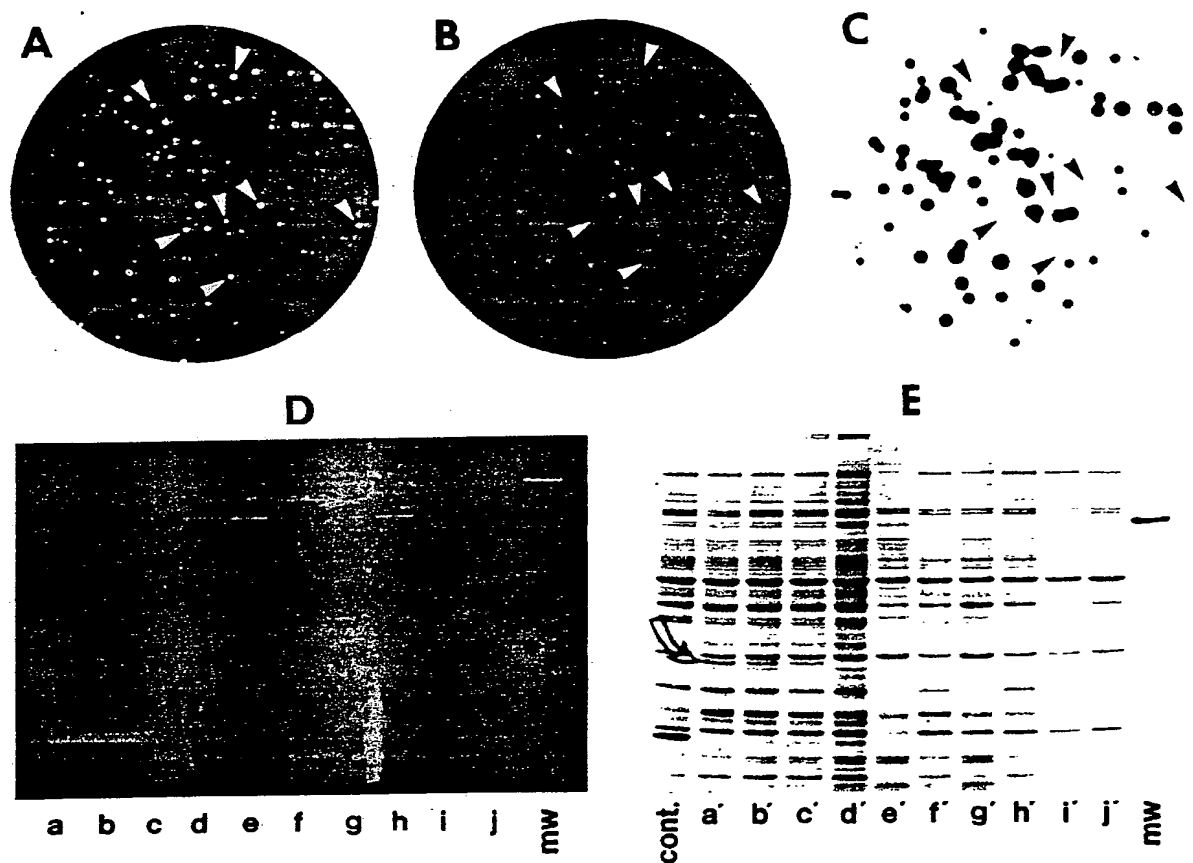 A
B
C
D
E
a b c d e f g h i j mw
cont. a′ b′ c′ d′ e′ f′ g′ h′ i′ j′ mw